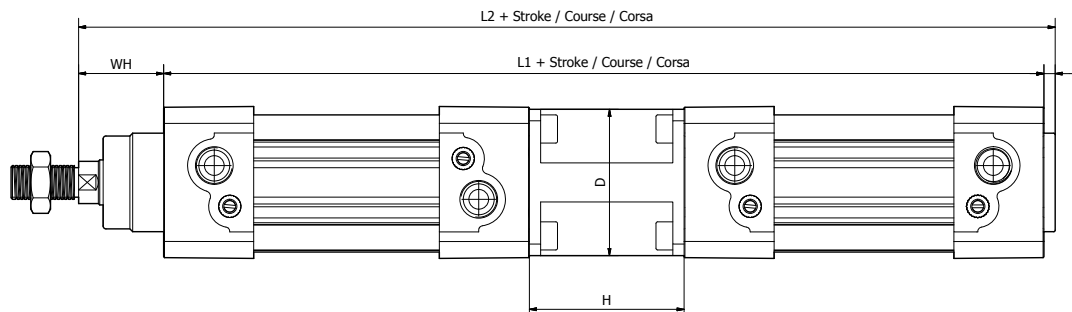 L2 + Stroke / Course / Corsa
WH
L1 + Stroke / Course / Corsa
D
H